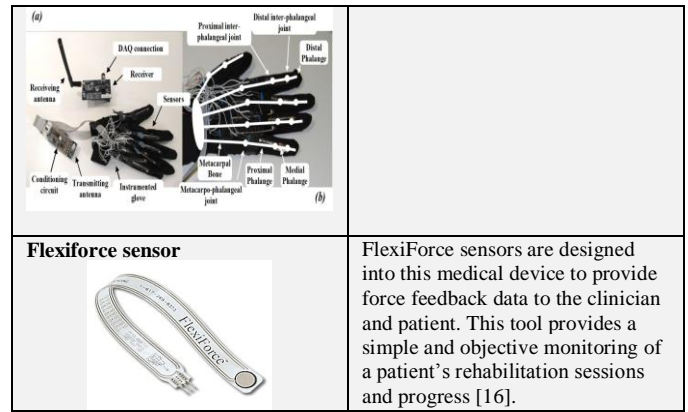 (a)
Proximal inter-
phalangeal joint
Distal inter-phalangeal
joint
DAQ connection
Distal
Phalange
Receiver
Receiveing
antenna
Sensors
Conditioning
circuit
Transmitting
antenna
Instrumented
glove
Metacarpal
Bone
Metacarpo-phalangeal
joint
Proximal
Phalange
Medial
Phalange
(b)
Flexiforce sensor
FlexiForce
FlexiForce sensors are designed
into this medical device to provide
force feedback data to the clinician
and patient. This tool provides a
simple and objective monitoring of
a patient’s rehabilitation sessions
and progress [16].